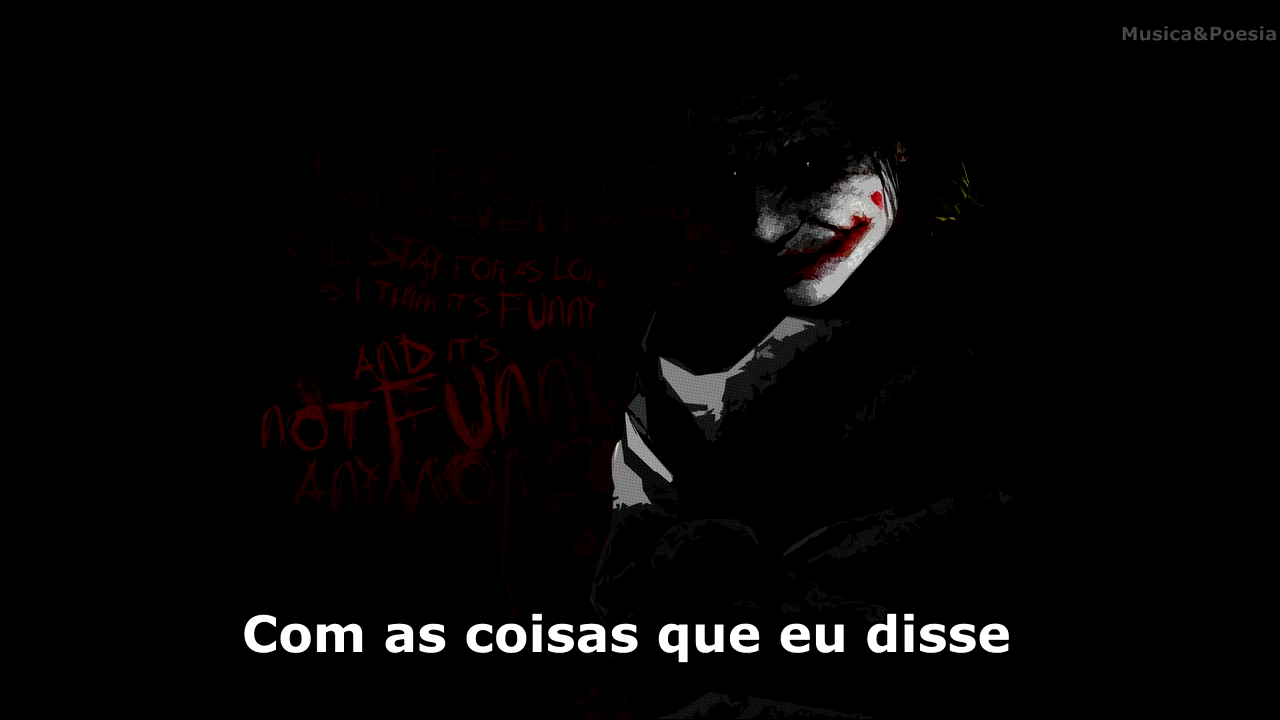 Musica&Poesia
STAY FOR AS
AS I THINK IT'S FUNNY
AND IT'S
NOT FUNNY
ANYMORE
Com as coisas que eu disse